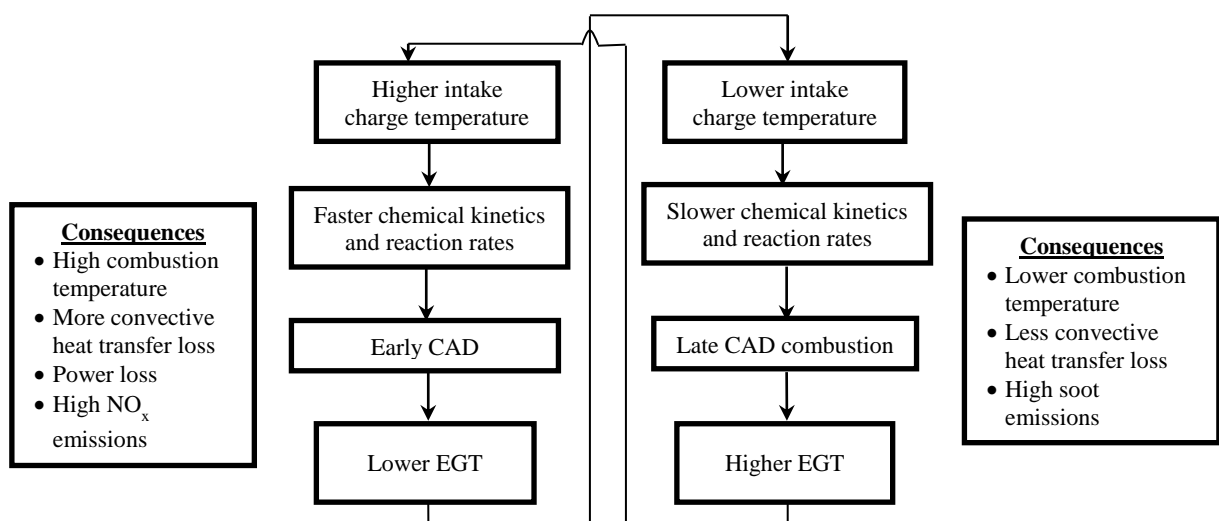 Higher intake
charge temperature
Lower intake
charge temperature
Faster chemical kinetics
and reaction rates
Slower chemical kinetics
and reaction rates
Consequences
• High combustion
temperature
• More convective
heat transfer loss
• Power loss
• High NOx
emissions
Early CAD
Late CAD combustion
Consequences
• Lower combustion
temperature
• Less convective
heat transfer loss
• High soot
emissions
Lower EGT
Higher EGT